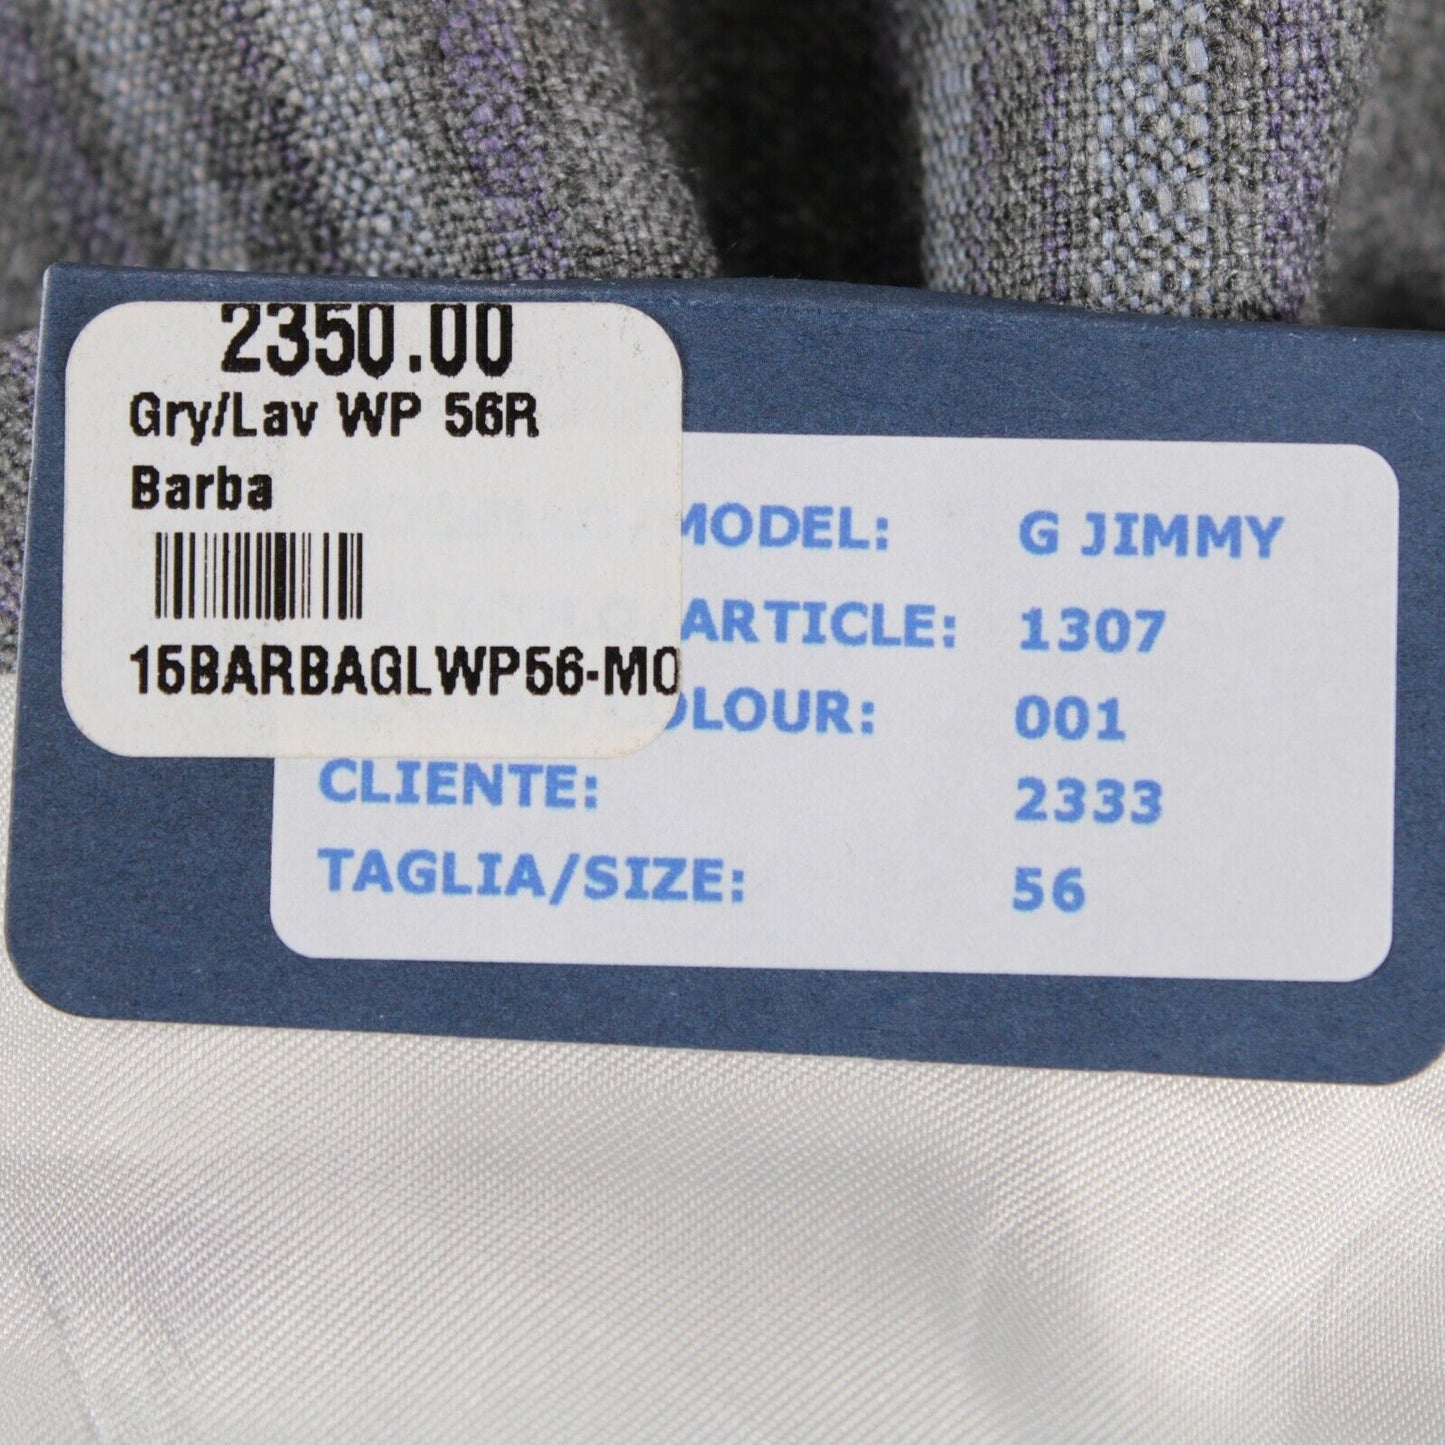 2350.00
Gry/Lav WP 56R
Barba
15BARBAGLWP56-MO
MODEL: G JIMMY
ARTICLE: 1307
OLOUR: 001
CLIENTE: 2333
TAGLIA/SIZE: 56